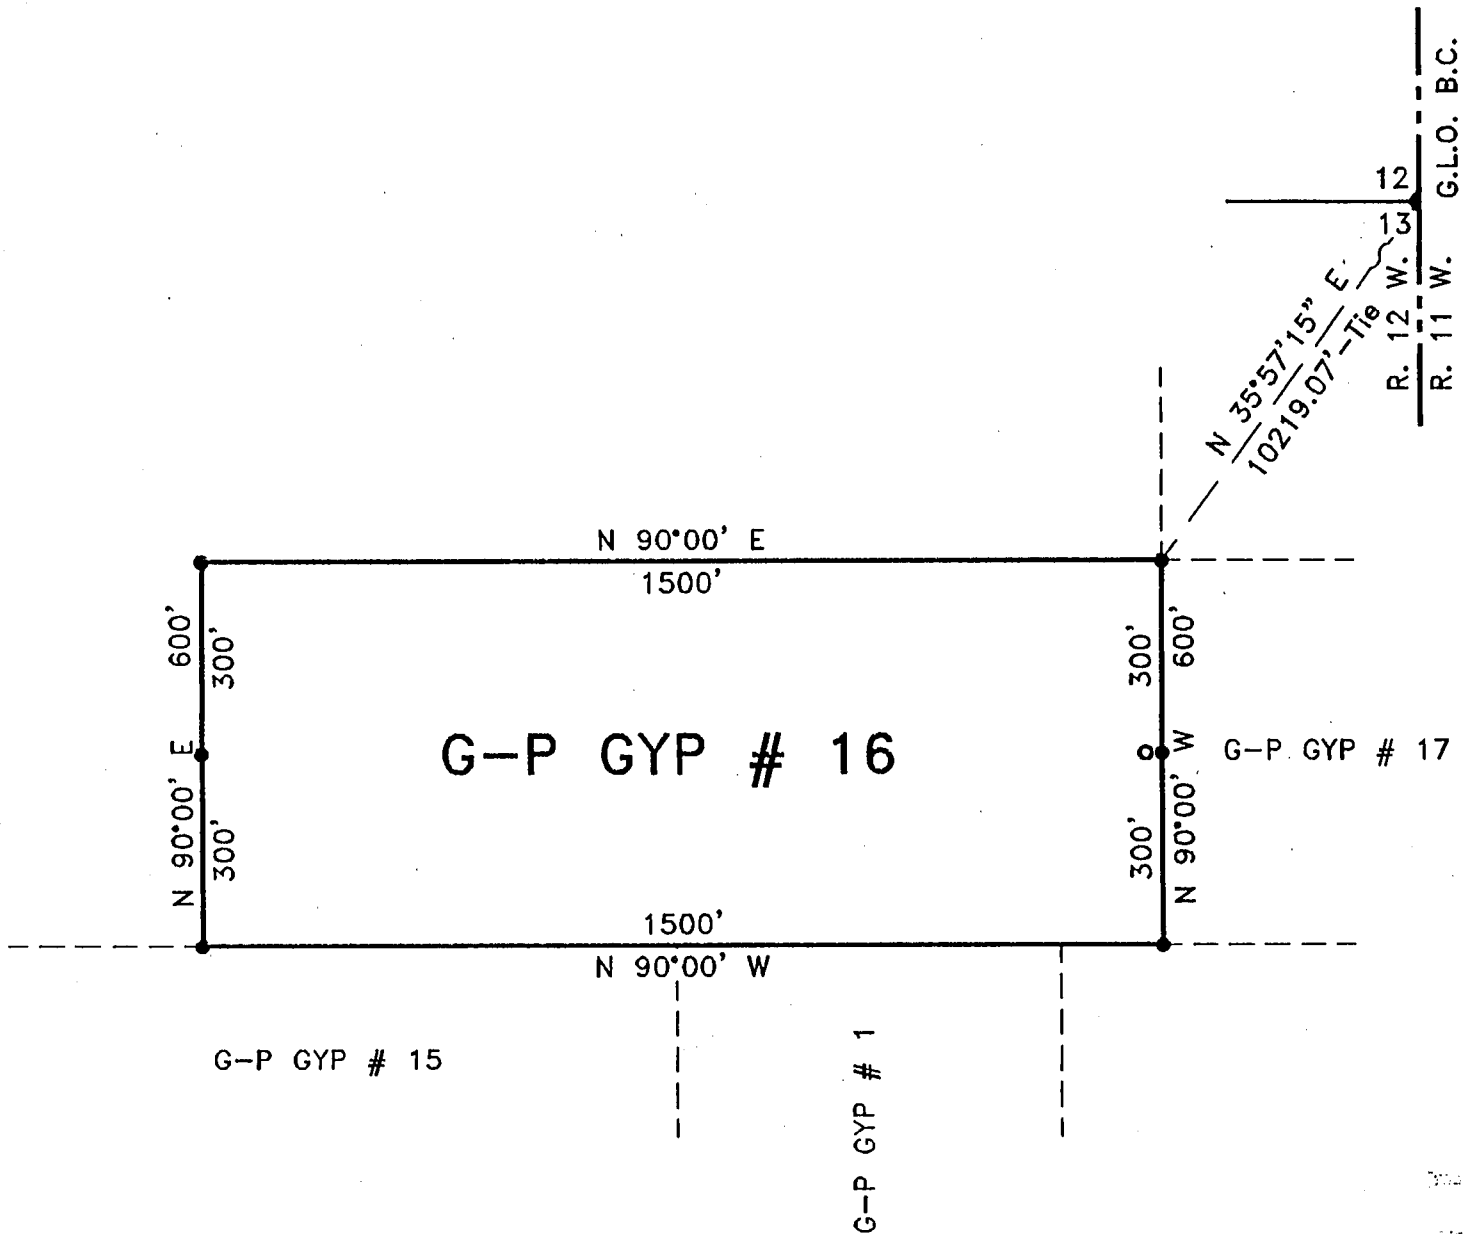 G.L.O. B.C.
12
13
R. 12 W.
R. 11 W.
N 35°57'15" E
10219.07'-Tie
N 90°00' E
1500'
600'
300'
N 90°00' E
300'
300'
600'
G-P GYP # 16
N 90°00' W
300'
G-P GYP # 17
1500'
N 90°00' W
G-P GYP # 15
G-P GYP # 1